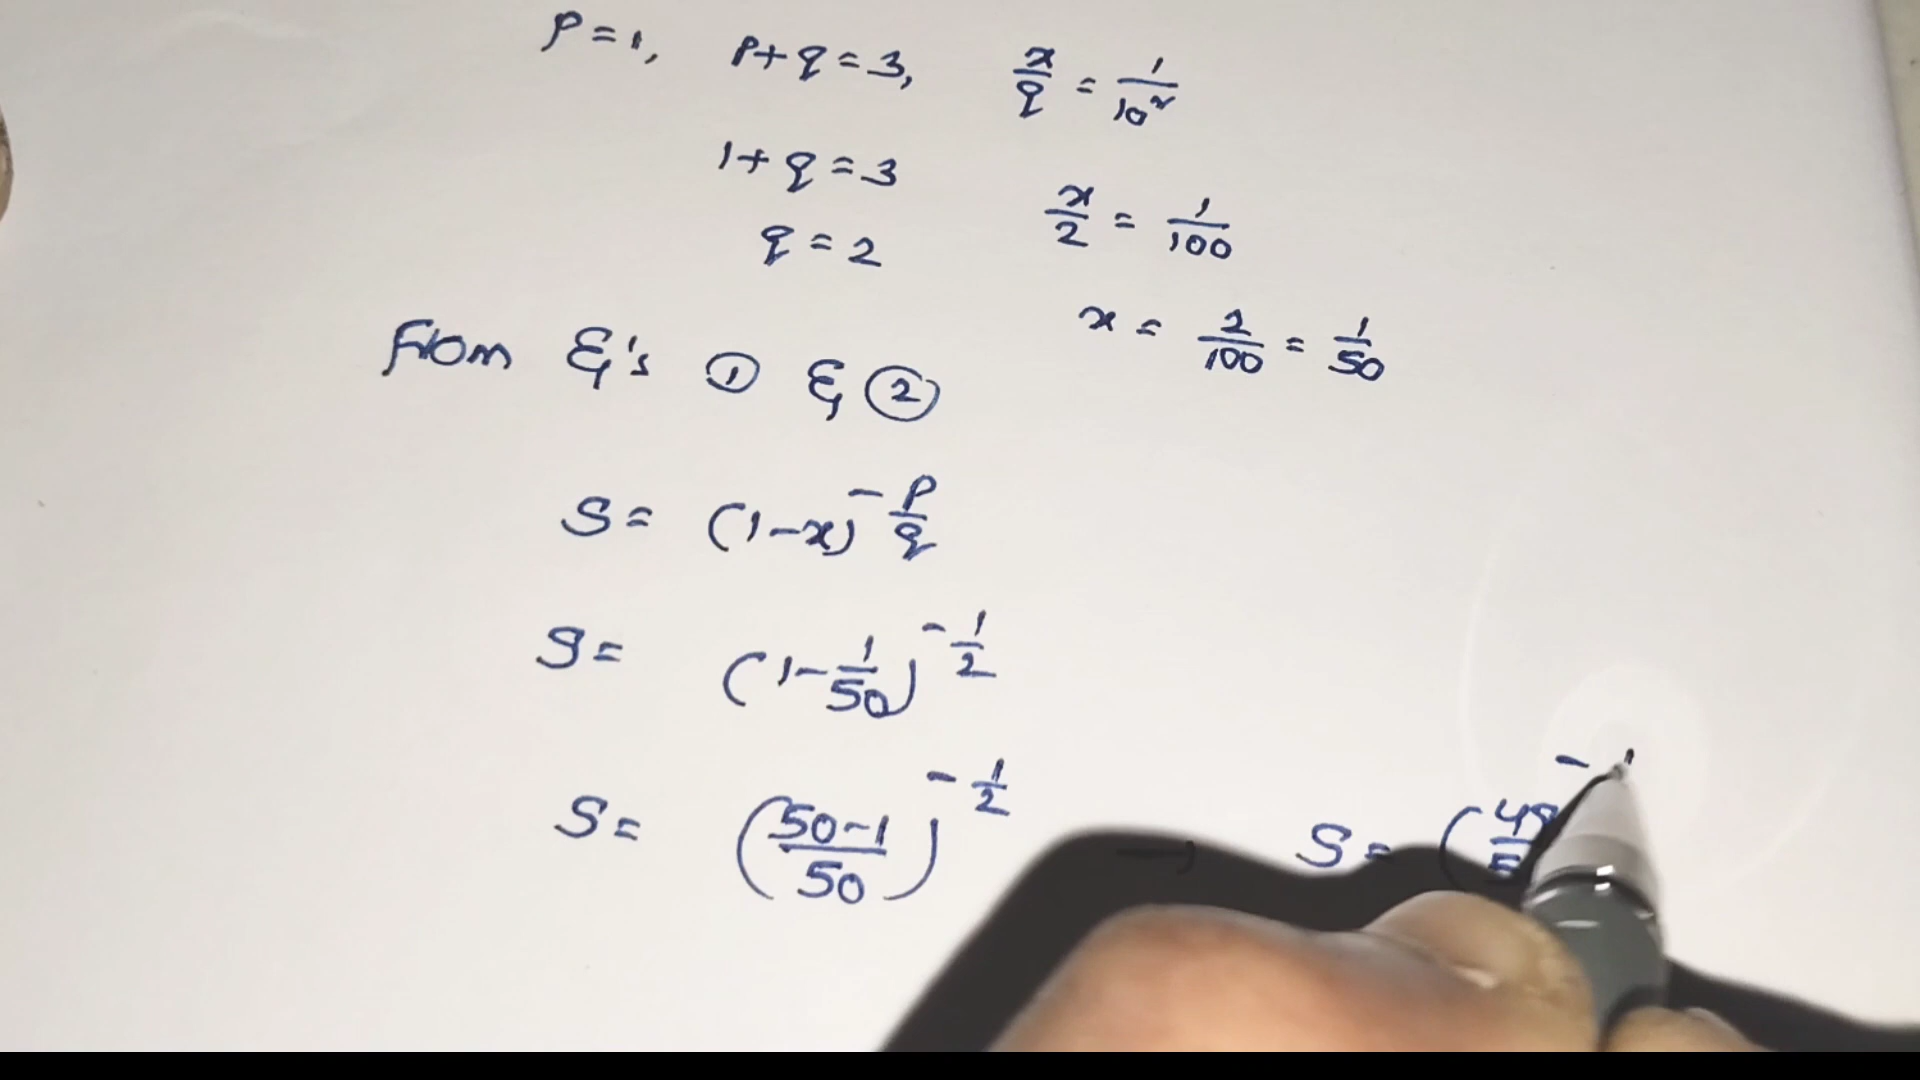 P = 1, P + q = 3, x/q = 1/10²
1 + q = 3
x/2 = 1/100
q = 2
x = 2/100 = 1/50
From Eq's ① & ②
S = (1 - x)^(-p/q)
S = (1 - 1/50)^(-1/2)
S = (50 - 1/50)^(-1/2) → S = (